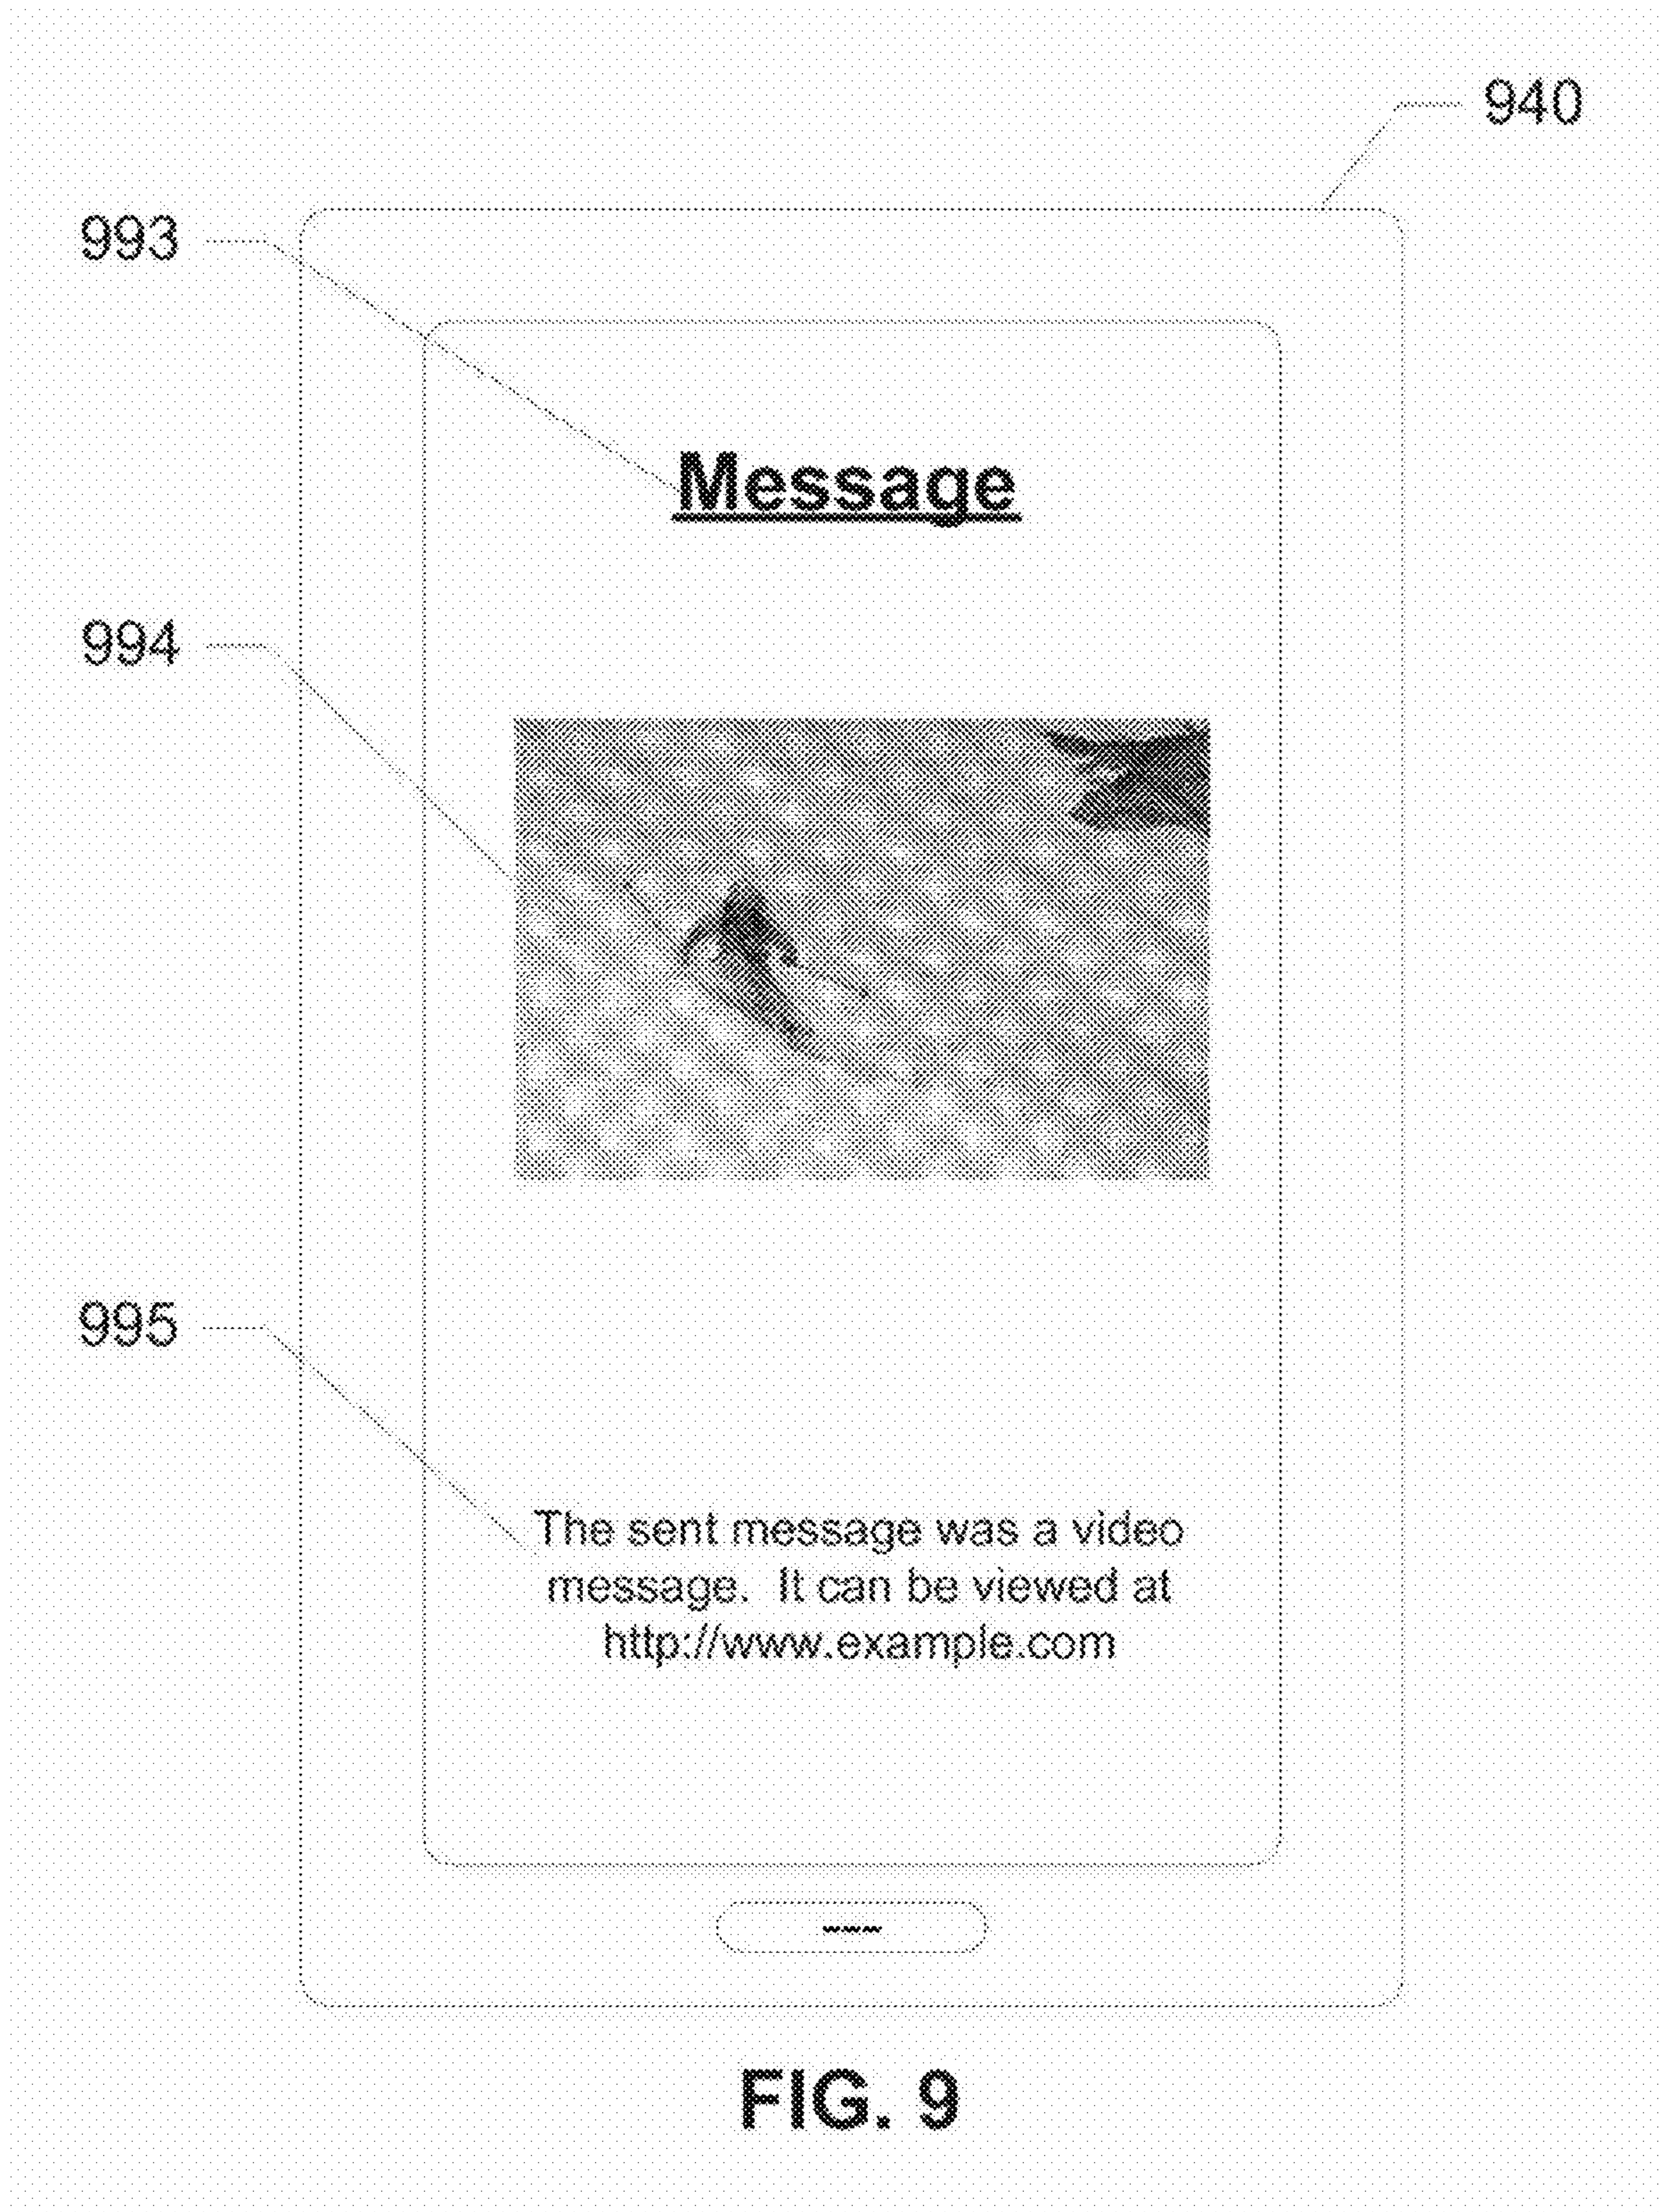 940
993
Message
994
995
The sent message was a video
message.  It can be viewed at
http://www.example.com
FIG. 9